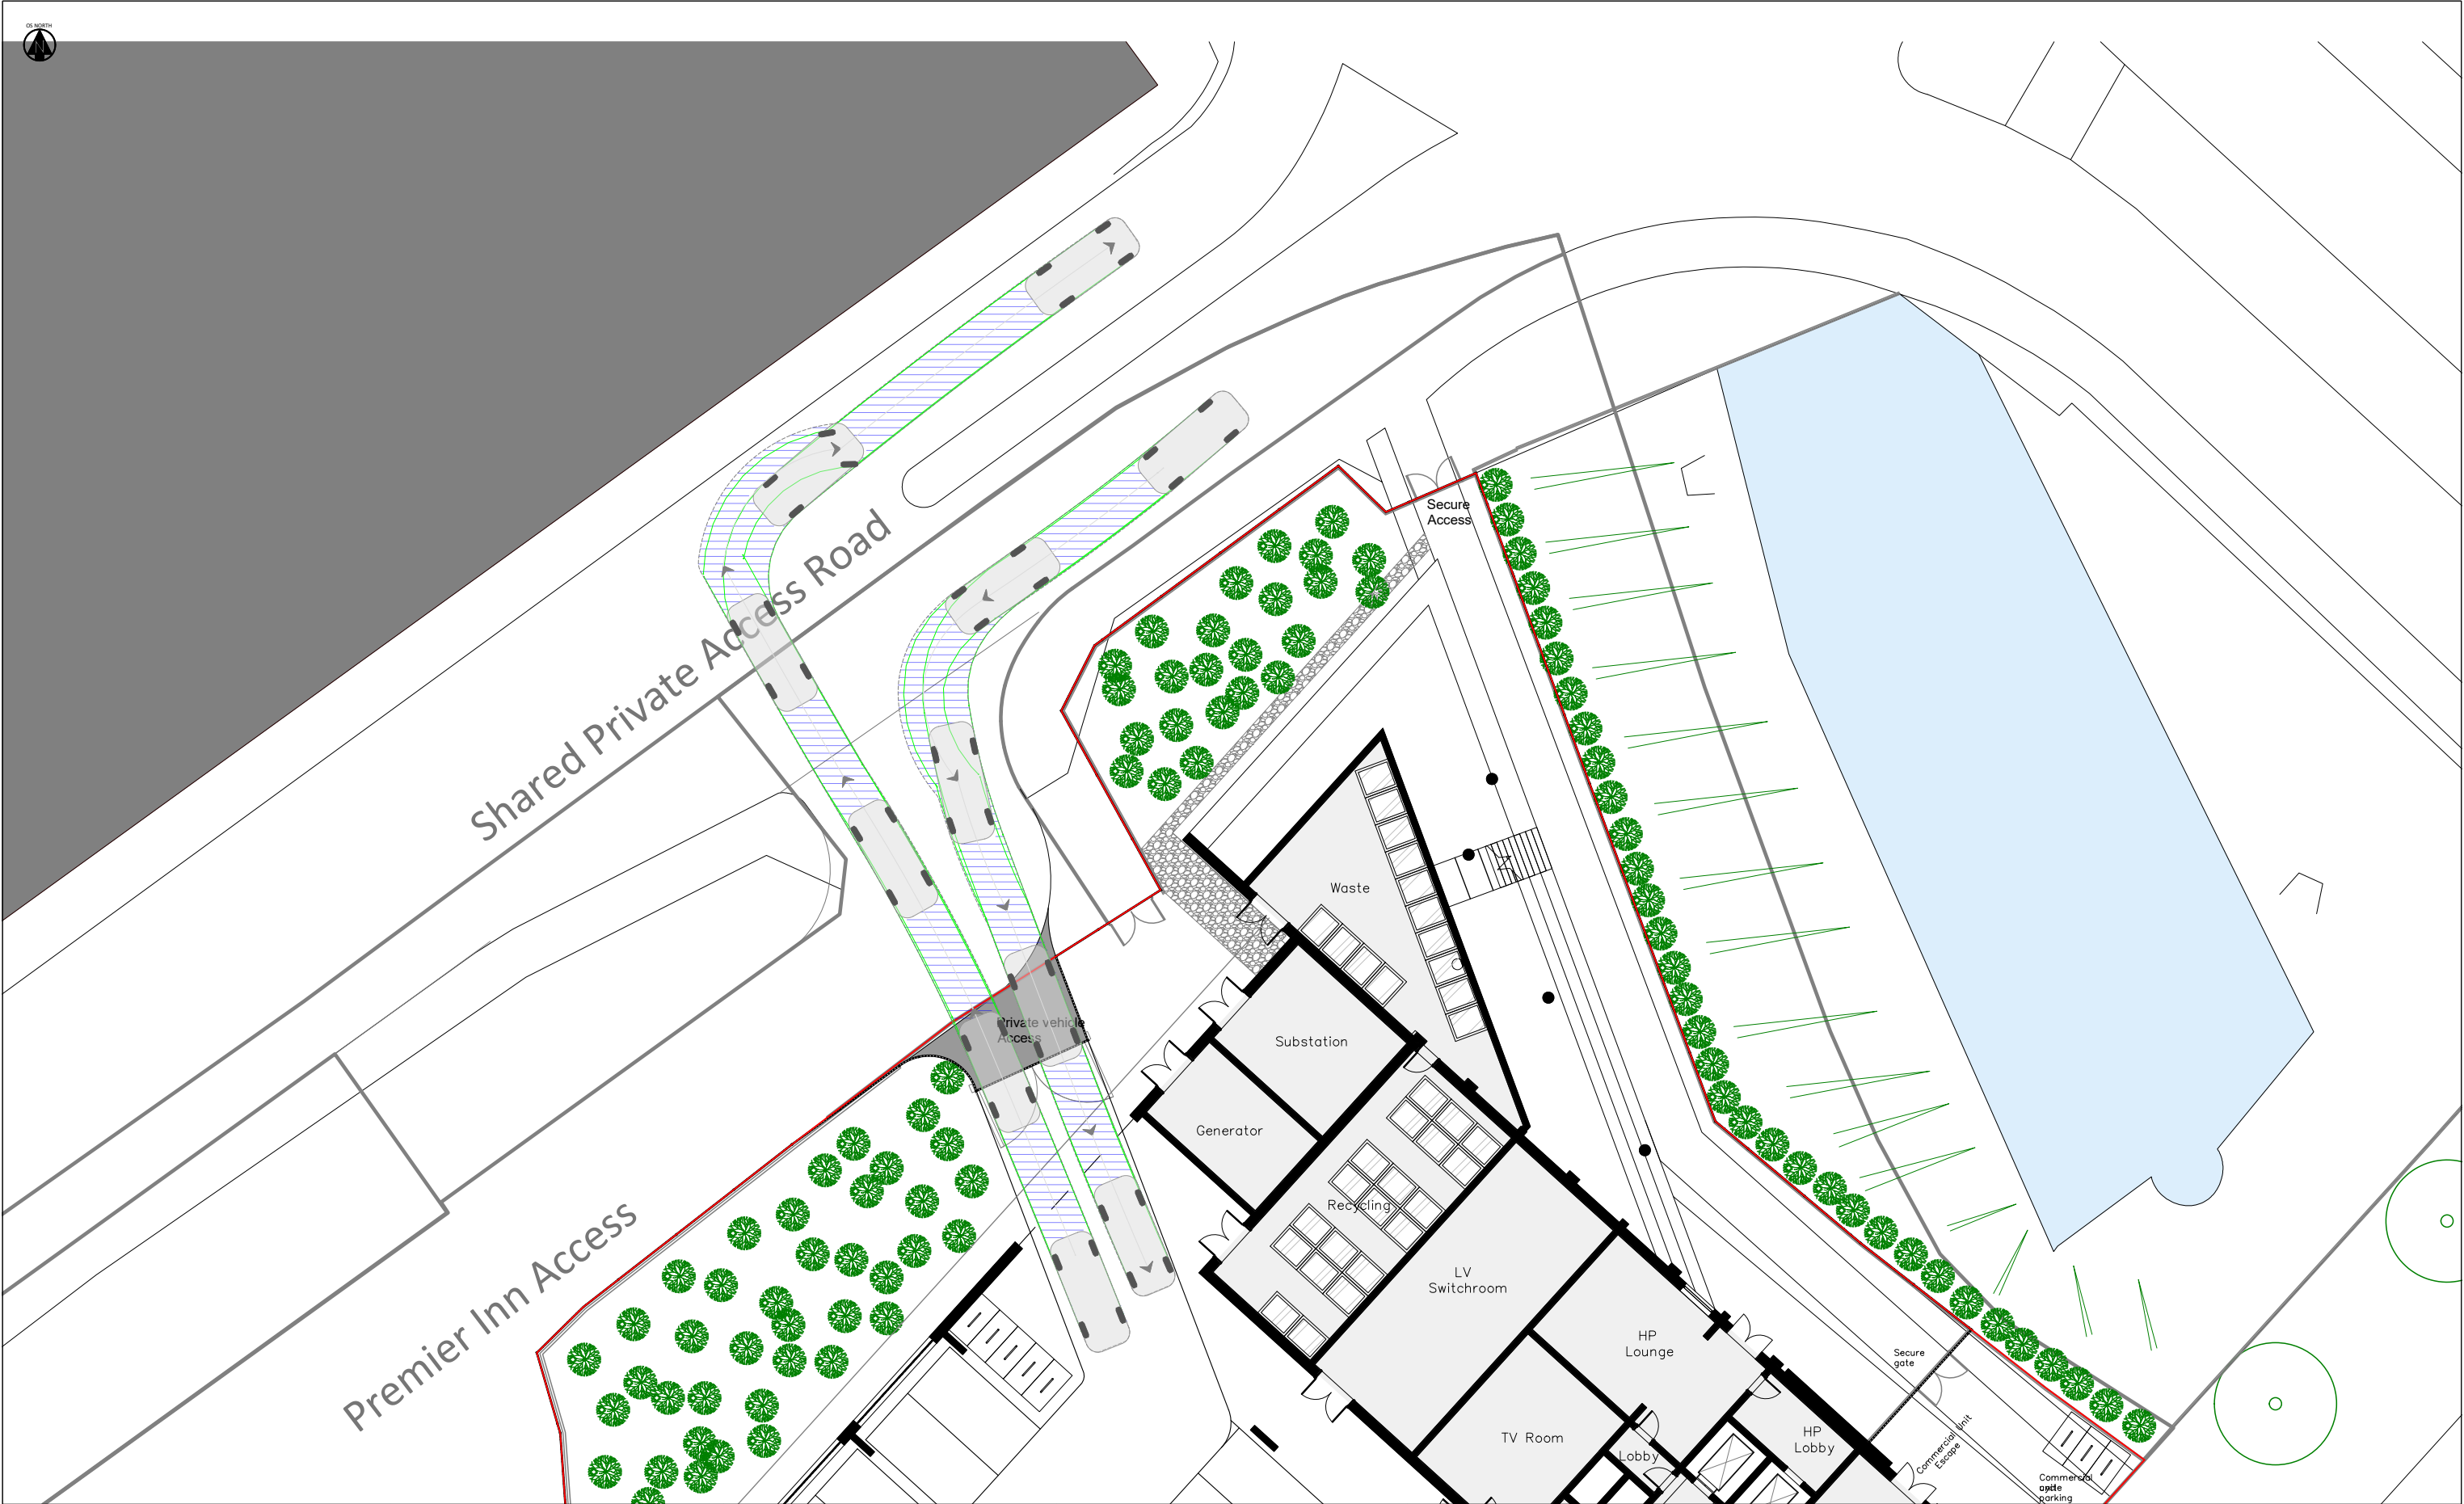 OS NORTH
N
Shared Private Access Road
Secure
Access
Waste
Private vehicle
Access
Substation
Generator
Recycling
LV
Switchroom
HP
Lounge
Premier Inn Access
Secure
gate
TV Room
Lobby
HP
Lobby
Commercial Unit
Escape
Commercial
cycle
parking